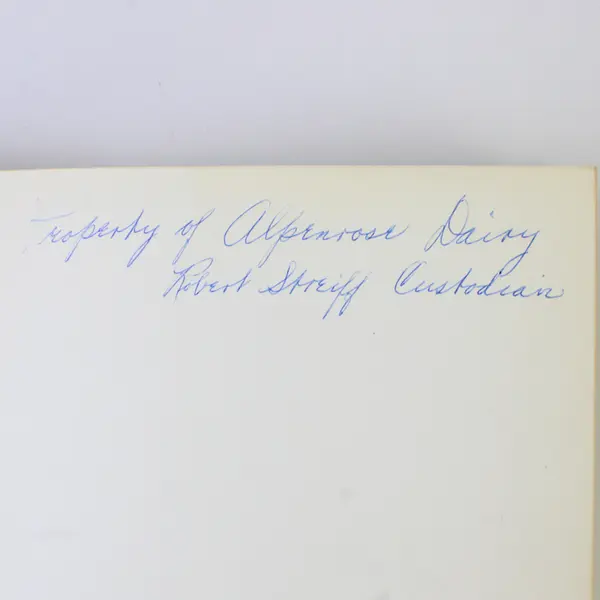 Property of Alpenrose Dairy
Robert Streiff Custodian